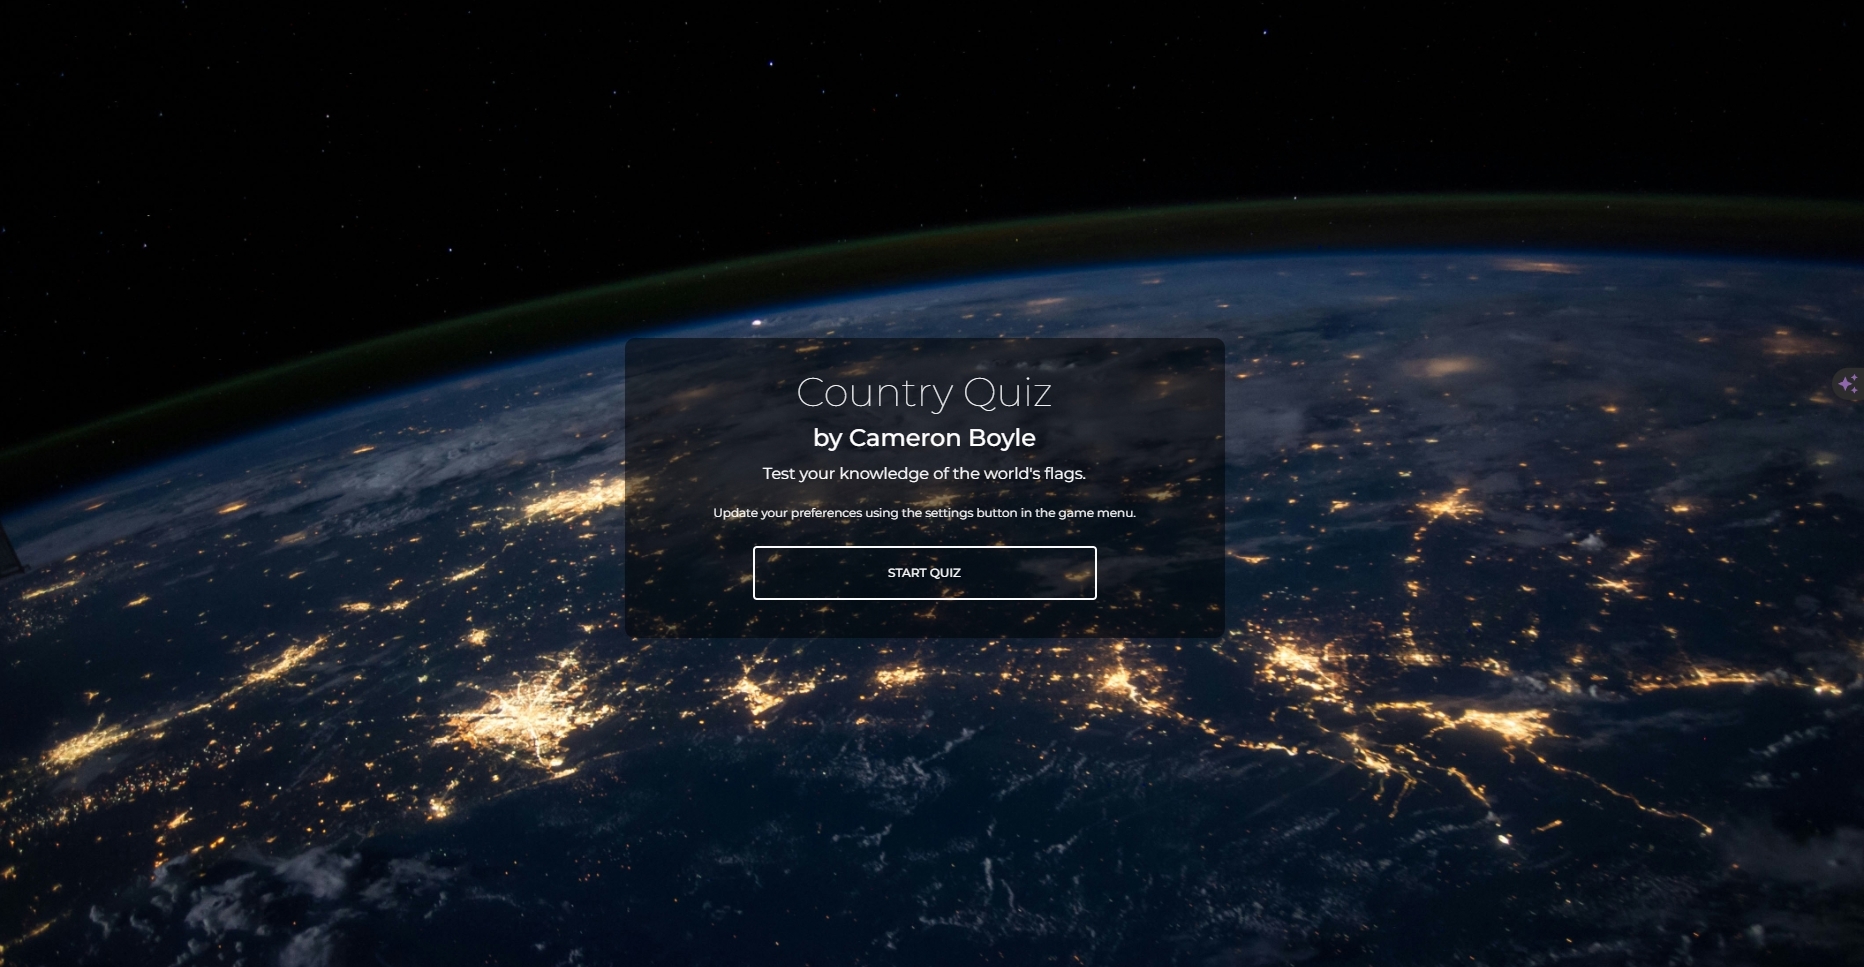 Country Quiz
by Cameron Boyle
Test your knowledge of the world's flags.
Update your preferences using the settings button in the game menu.
START QUIZ